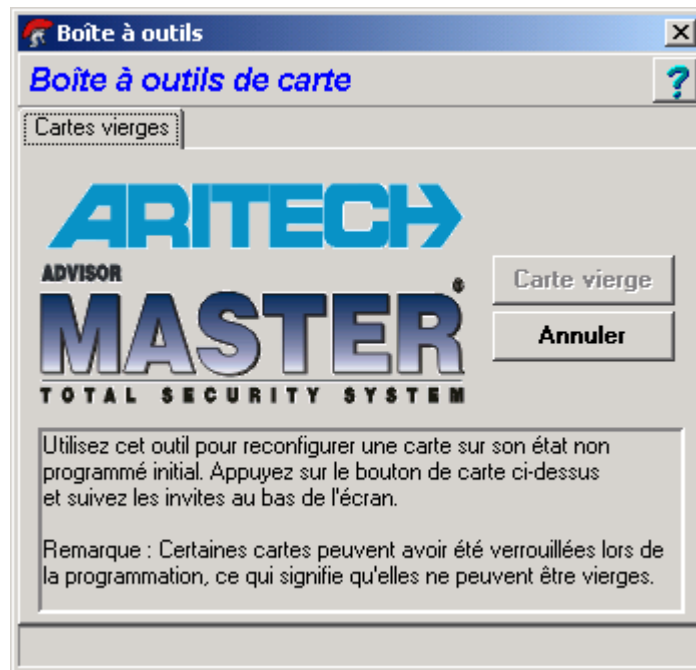 Boîte à outils
Boîte à outils de carte
?
Cartes vierges
ARITECH
ADVISOR
MASTER®
TOTAL SECURITY SYSTEM
Carte vierge
Annuler
Utilisez cet outil pour reconfigurer une carte sur son état non
programmé initial. Appuyez sur le bouton de carte ci-dessus
et suivez les invites au bas de l'écran.
Remarque : Certaines cartes peuvent avoir été verrouillées lors de
la programmation, ce qui signifie qu'elles ne peuvent être vierges.